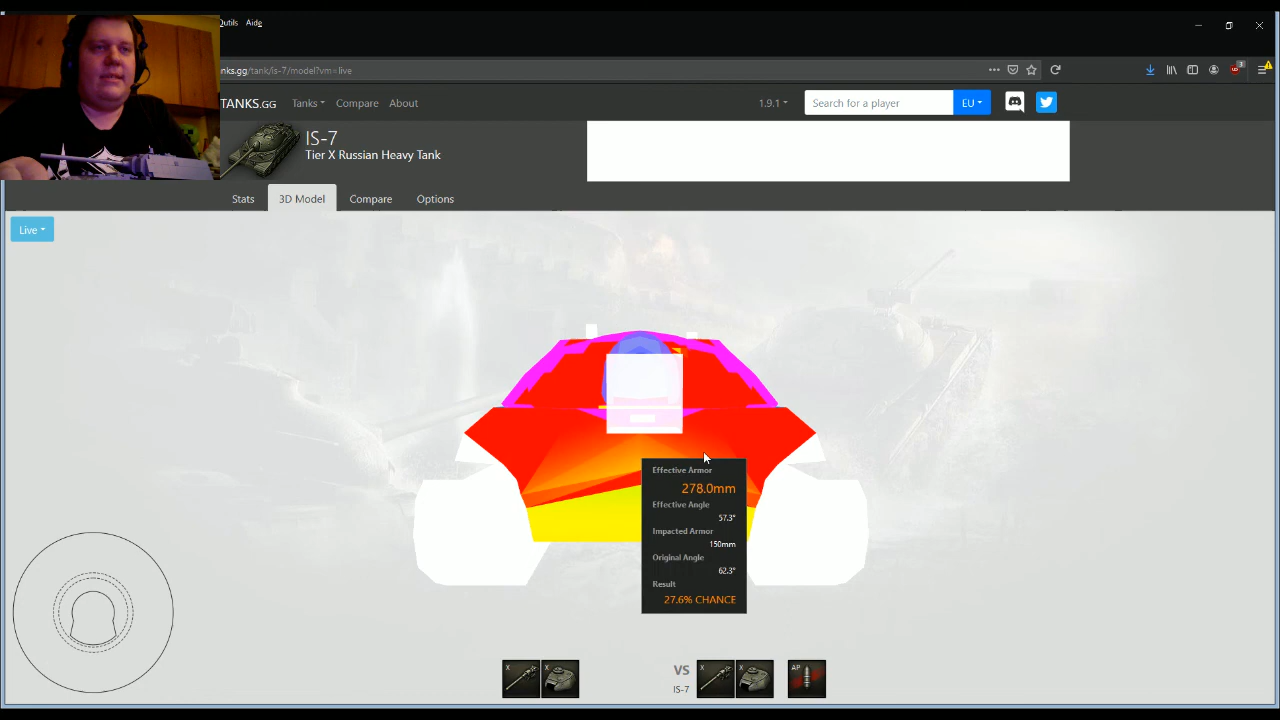 Outils Aide
nks.gg/tank/is-7/model?vm=live
3
TANKS.GG Tanks Compare About 1.9.1 Search for a player EU
IS-7
Tier X Russian Heavy Tank
Stats 3D Model Compare Options
Live
Effective Armor
278.0mm
Effective Angle
57.3°
Impacted Armor
150mm
Original Angle
62.3°
Result
27.6% CHANCE
X X VS X X AP
IS-7